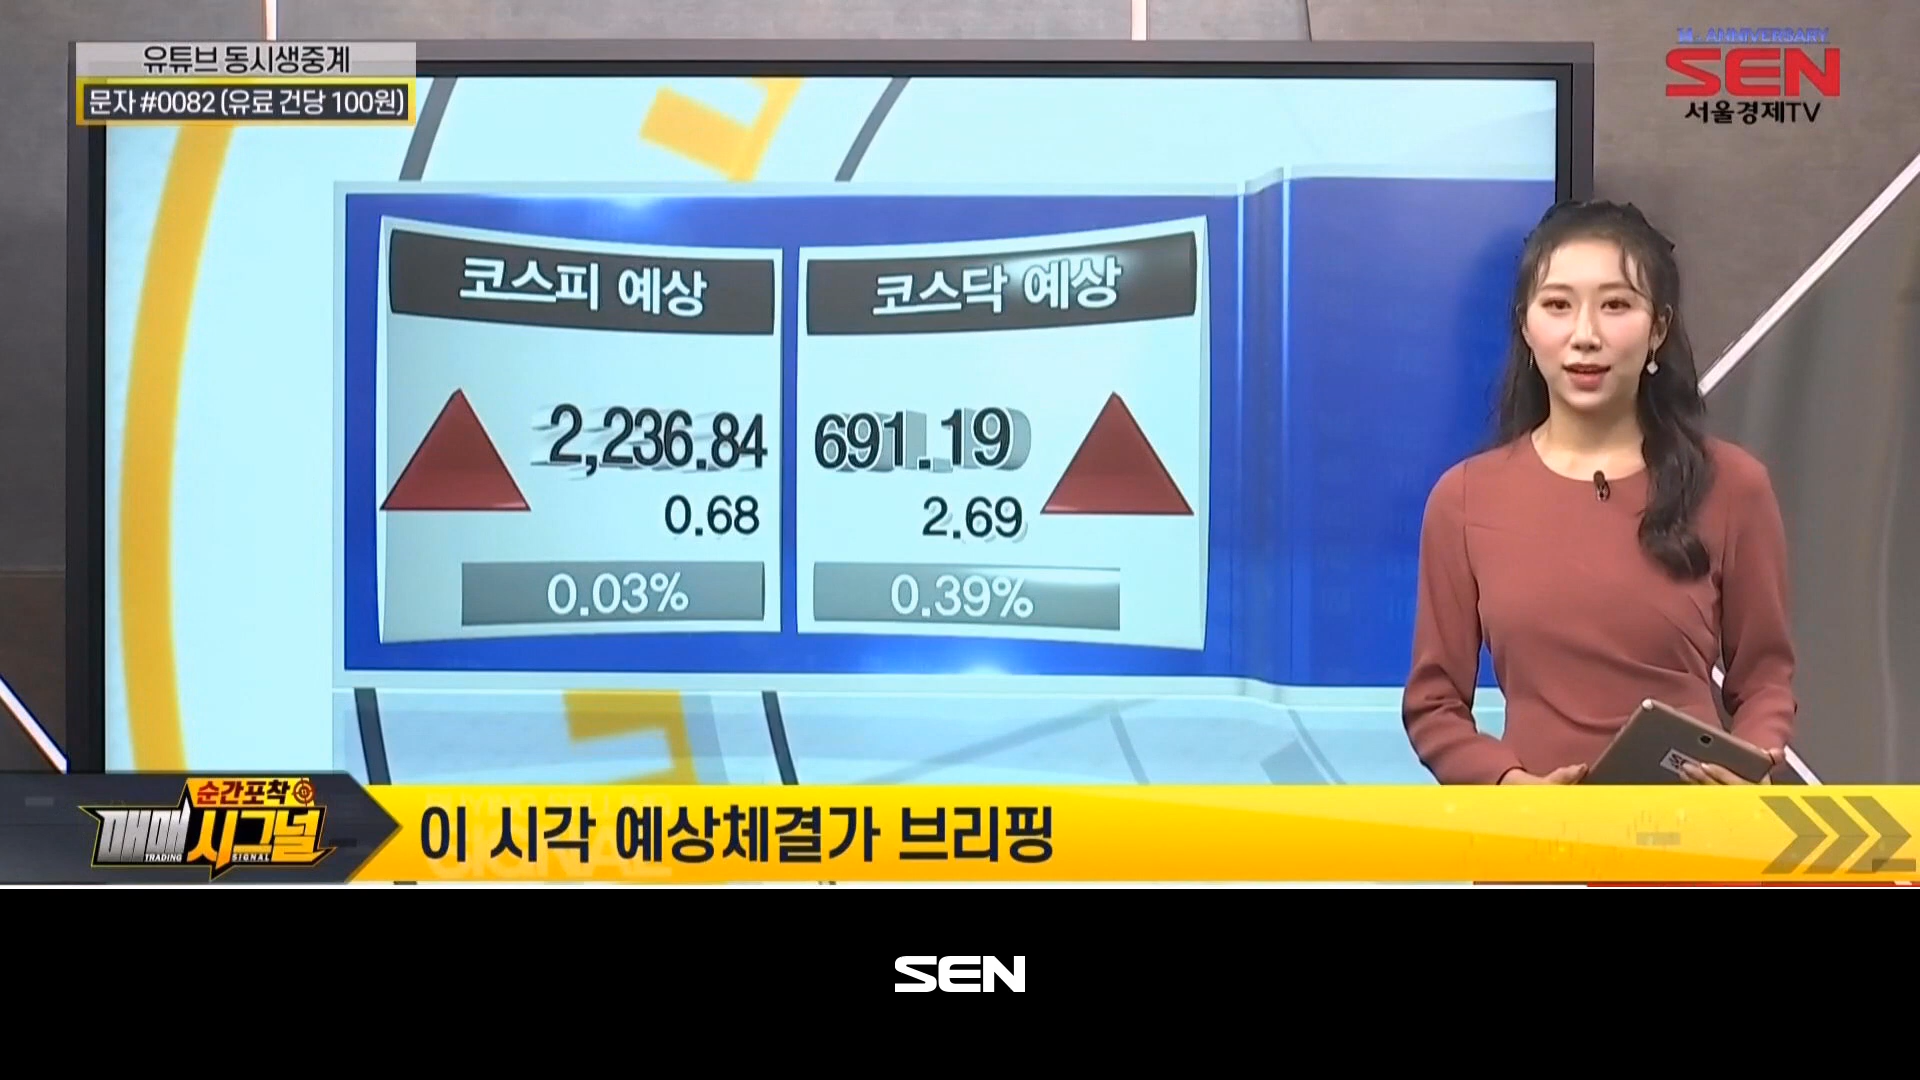 유튜브 동시생중계
문자 #0082 (유료 건당 100원)
ANNIVERSARY
SEN
서울경제TV
코스피 예상
2,236.84
0.68
0.03%
코스닥 예상
691.19
2.69
0.39%
순간포착
매매 시그널
TRADING SIGNAL
이 시각 예상체결가 브리핑
SEN